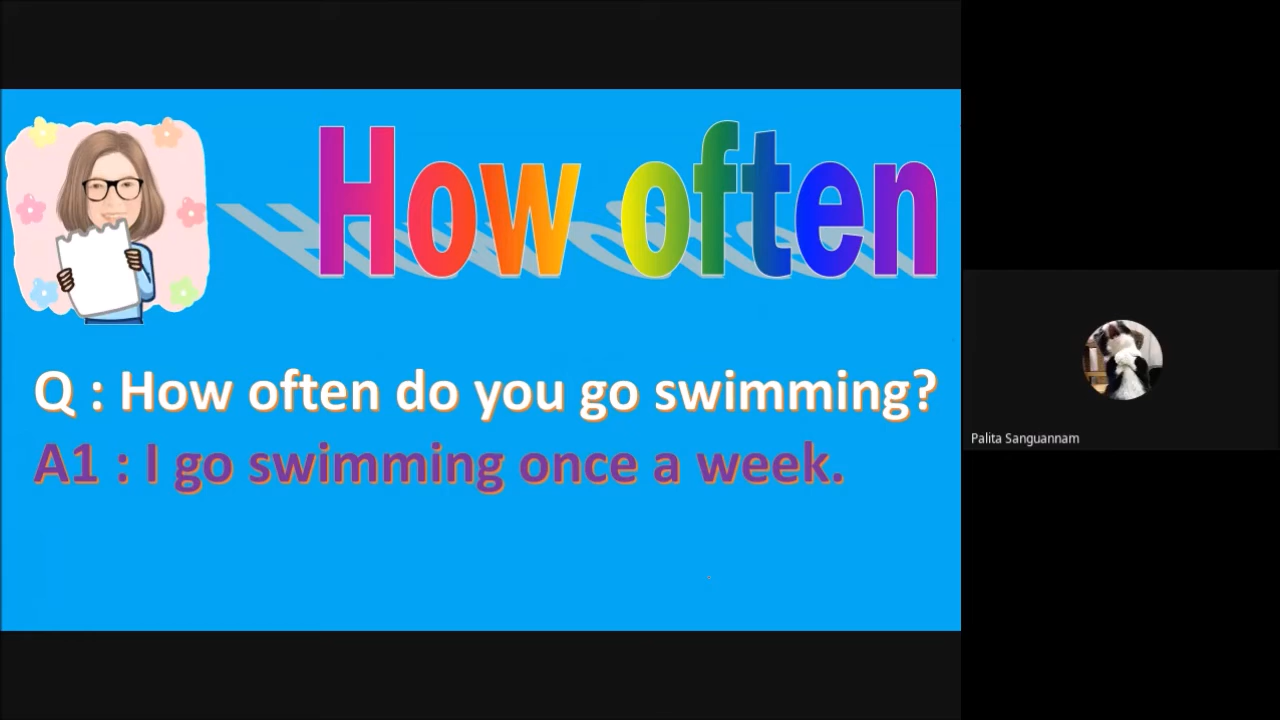 How often
Q : How often do you go swimming?
A1 : I go swimming once a week.
Palita Sanguannam